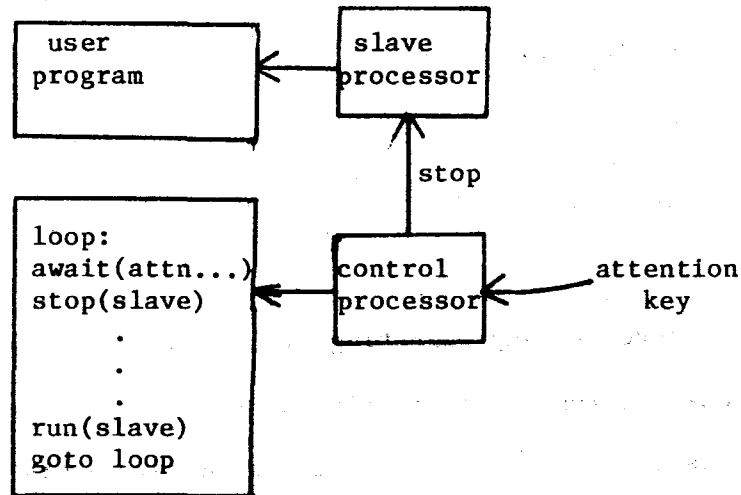 user
program
slave
processor
stop
loop:
await(attn...)
stop(slave)
.
.
.
run(slave)
goto loop
control
processor
attention
key